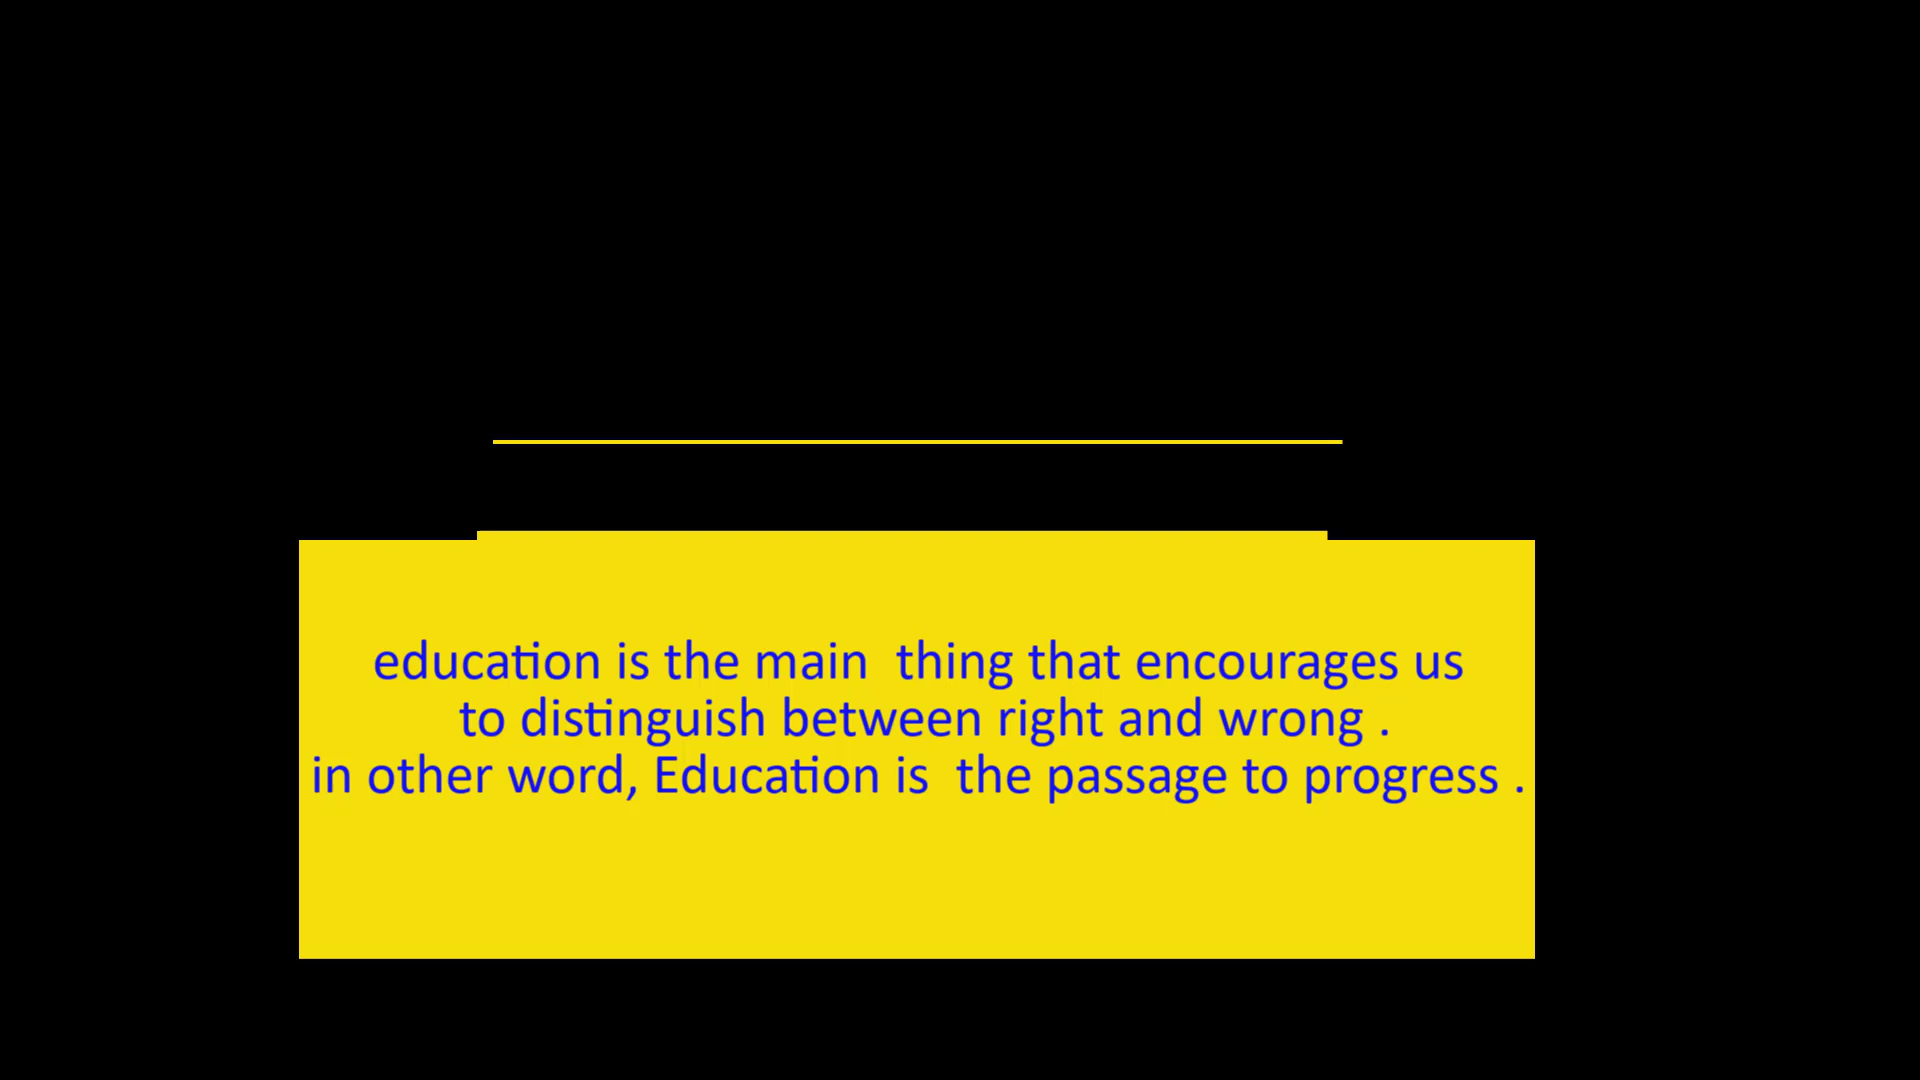 education is the main  thing that encourages us
to distinguish between right and wrong .
in other word, Education is  the passage to progress .